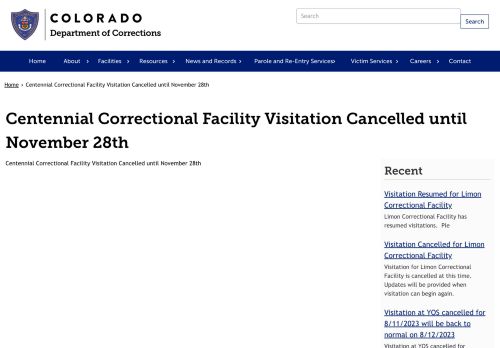 COLORADO
Department of Corrections
Search
Search
Home About Facilities Resources News and Records Parole and Re-Entry Services Victim Services Careers Contact
Home › Centennial Correctional Facility Visitation Cancelled until November 28th
Centennial Correctional Facility Visitation Cancelled until
November 28th
Centennial Correctional Facility Visitation Cancelled until November 28th
Recent
Visitation Resumed for Limon
Correctional Facility
Limon Correctional Facility has
resumed visitations. Ple
Visitation Cancelled for Limon
Correctional Facility
Visitation for Limon Correctional
Facility is cancelled at this time.
Updates will be provided when
visitation can begin again.
Visitation at YOS cancelled for
8/11/2023 will be back to
normal on 8/12/2023
Visitation at YOS cancelled for